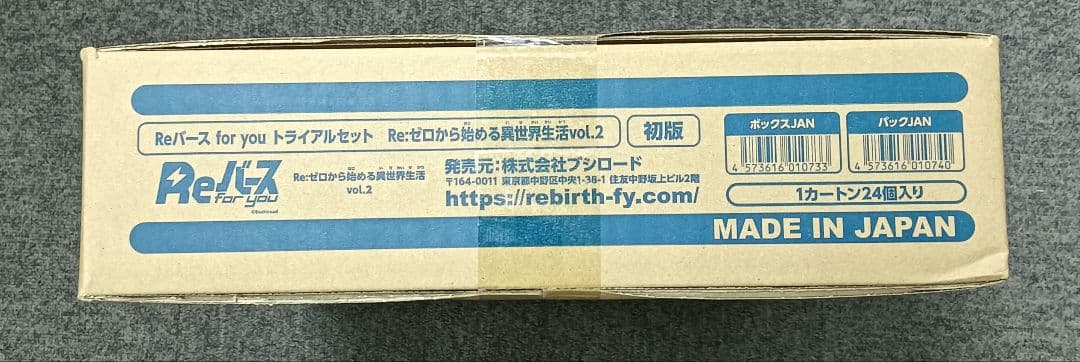 Reバース for you トライアルセット Re:ゼロから始める異世界生活vol.2
初版
ボックスJAN
4 573616 010733
パックJAN
4 573616 010740
Reバース
for you
©Bushiroad
Re:ゼロから始める異世界生活
vol.2
発売元:株式会社ブシロード
〒164-0011 東京都中野区中央1-38-1 住友中野坂上ビル2階
https://rebirth-fy.com/
1カートン24個入り
MADE IN JAPAN